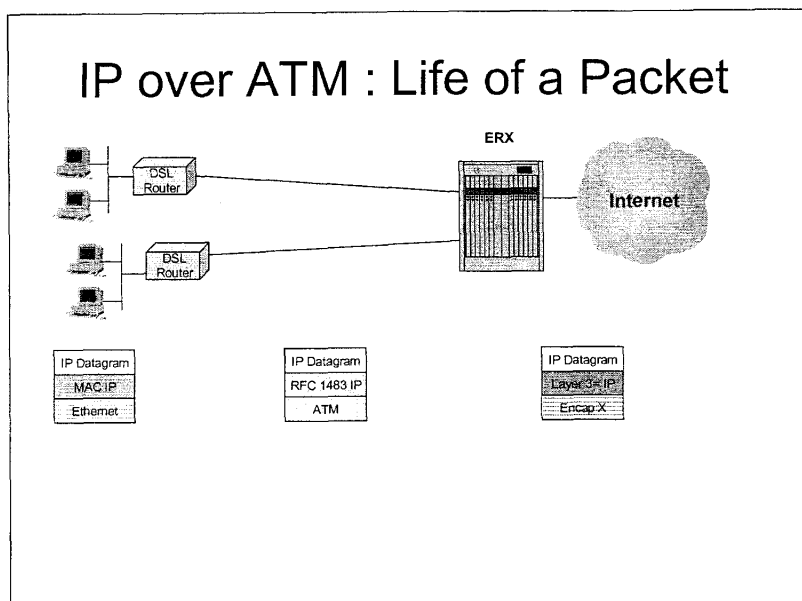 IP over ATM : Life of a Packet
ERX
DSL
Router
Internet
DSL
Router
IP Datagram
MAC IP
Ethernet
IP Datagram
RFC 1483 IP
ATM
IP Datagram
Layer 3 – IP
Encap X